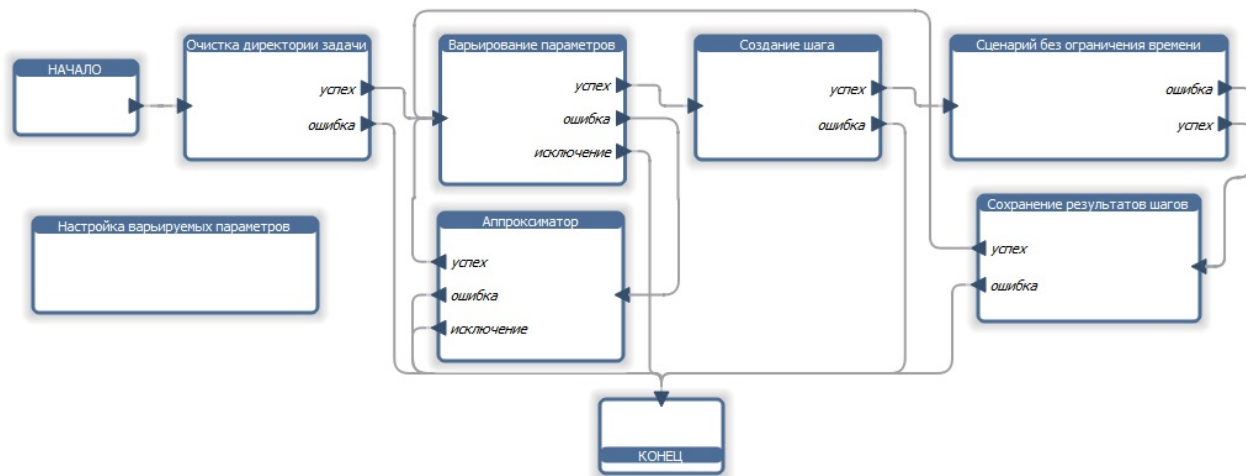 НАЧАЛО
Очистка директории задачи
успех
ошибка
Варьирование параметров
успех
ошибка
исключение
Создание шага
успех
ошибка
Сценарий без ограничения времени
ошибка
успех
Настройка варьируемых параметров
Аппроксиматор
успех
ошибка
исключение
Сохранение результатов шагов
успех
ошибка
КОНЕЦ